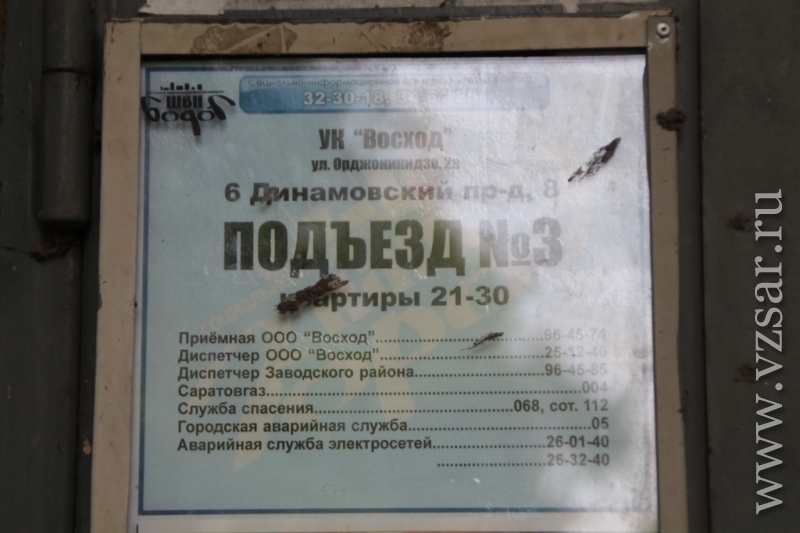 32-30-18, 3
УК "Восход"
ул. Орджоникидзе, 2в
6 Динамовский пр-д, 8
ПОДЪЕЗД №3
квартиры 21-30
Приёмная ООО "Восход"......96-45-74
Диспетчер ООО "Восход"......25-12-40
Диспетчер Заводского района......96-45-85
Саратовгаз......004
Служба спасения......068, сот. 112
Городская аварийная служба......05
Аварийная служба электросетей......26-01-40
......26-32-40
www.vzsar.ru